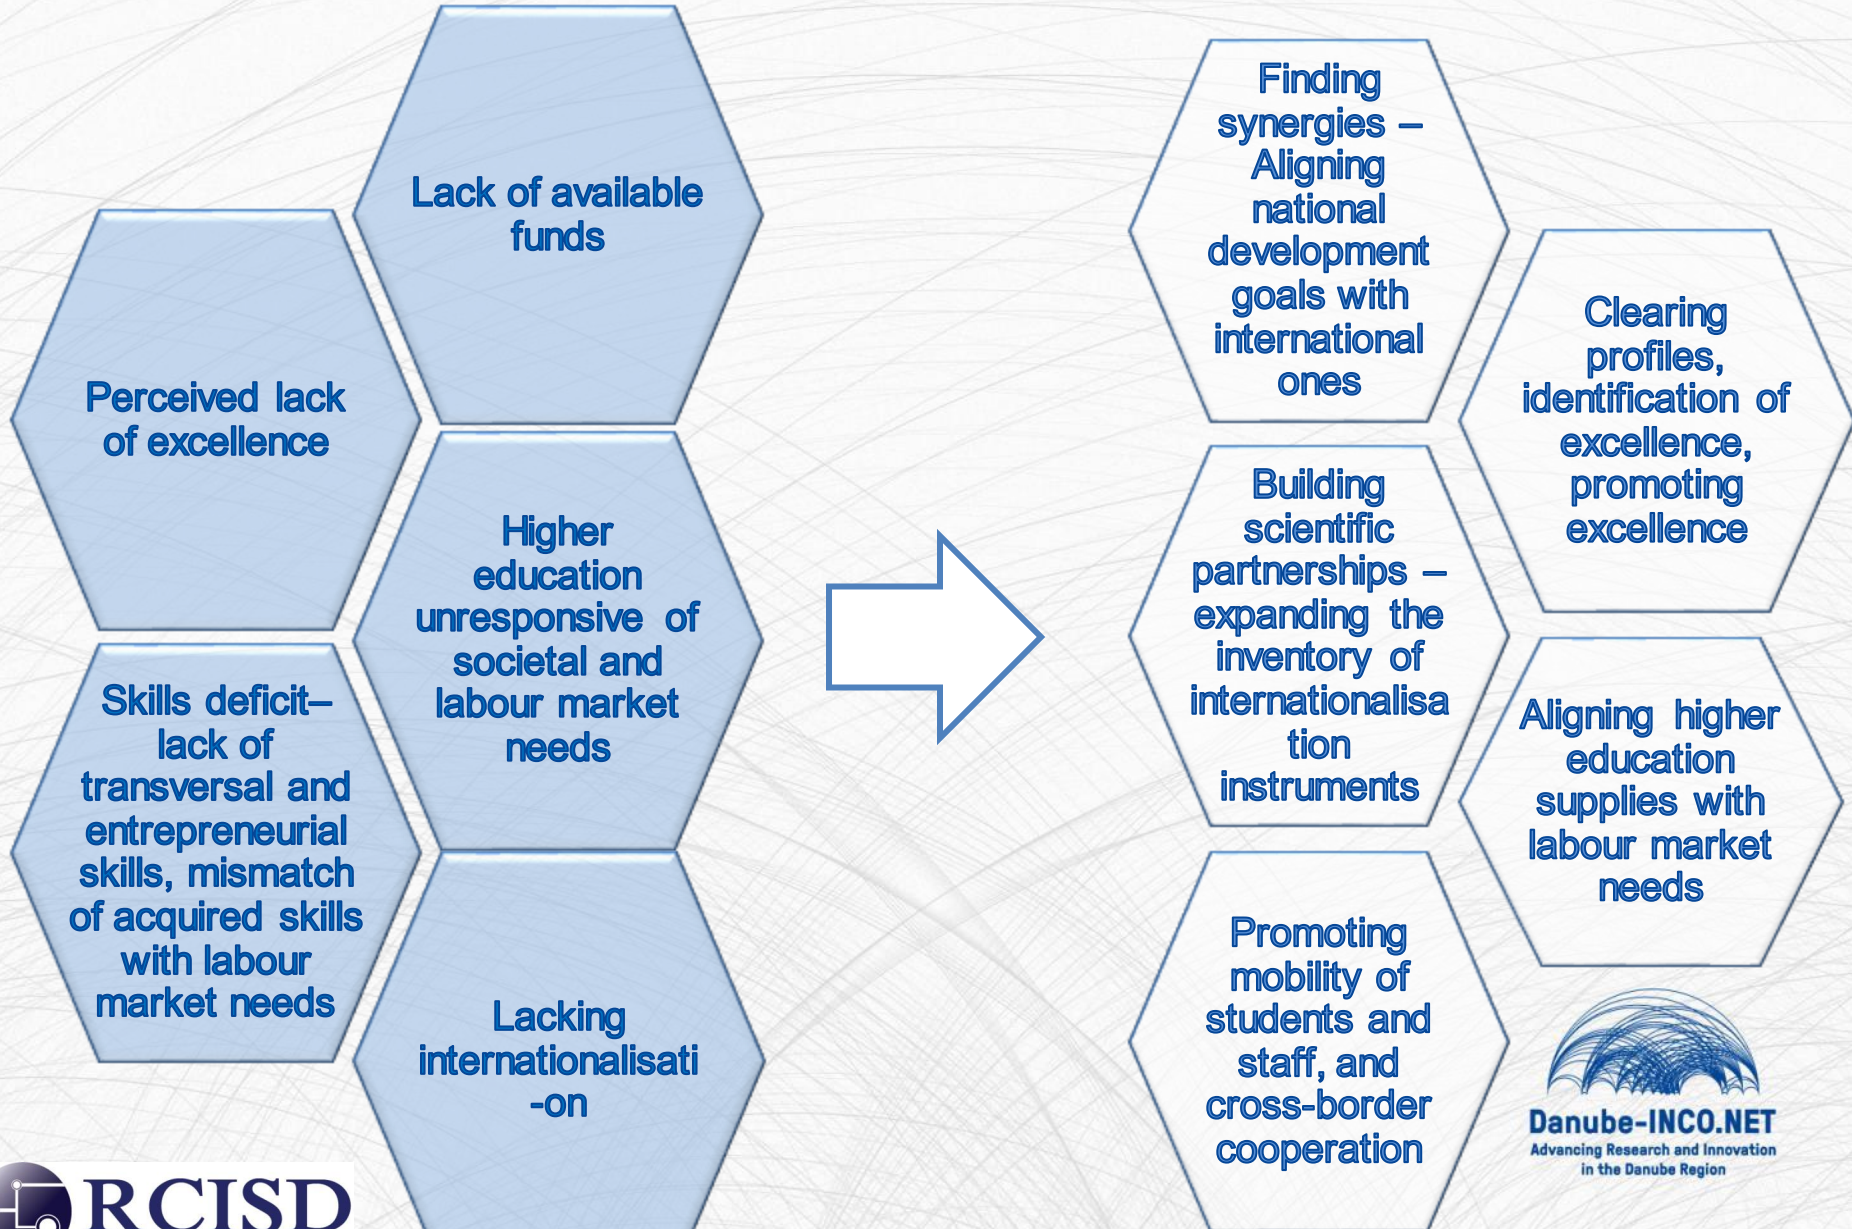 Lack of available
funds
Perceived lack
of excellence
Higher
education
unresponsive of
societal and
labour market
needs
Skills deficit–
lack of
transversal and
entrepreneurial
skills, mismatch
of acquired skills
with labour
market needs
Lacking
internationalisati
-on
Finding
synergies –
Aligning
national
development
goals with
international
ones
Clearing
profiles,
identification of
excellence,
promoting
excellence
Building
scientific
partnerships –
expanding the
inventory of
internationalisa
tion
instruments
Aligning higher
education
supplies with
labour market
needs
Promoting
mobility of
students and
staff, and
cross-border
cooperation
Danube-INCO.NET
Advancing Research and Innovation
in the Danube Region
RCISD